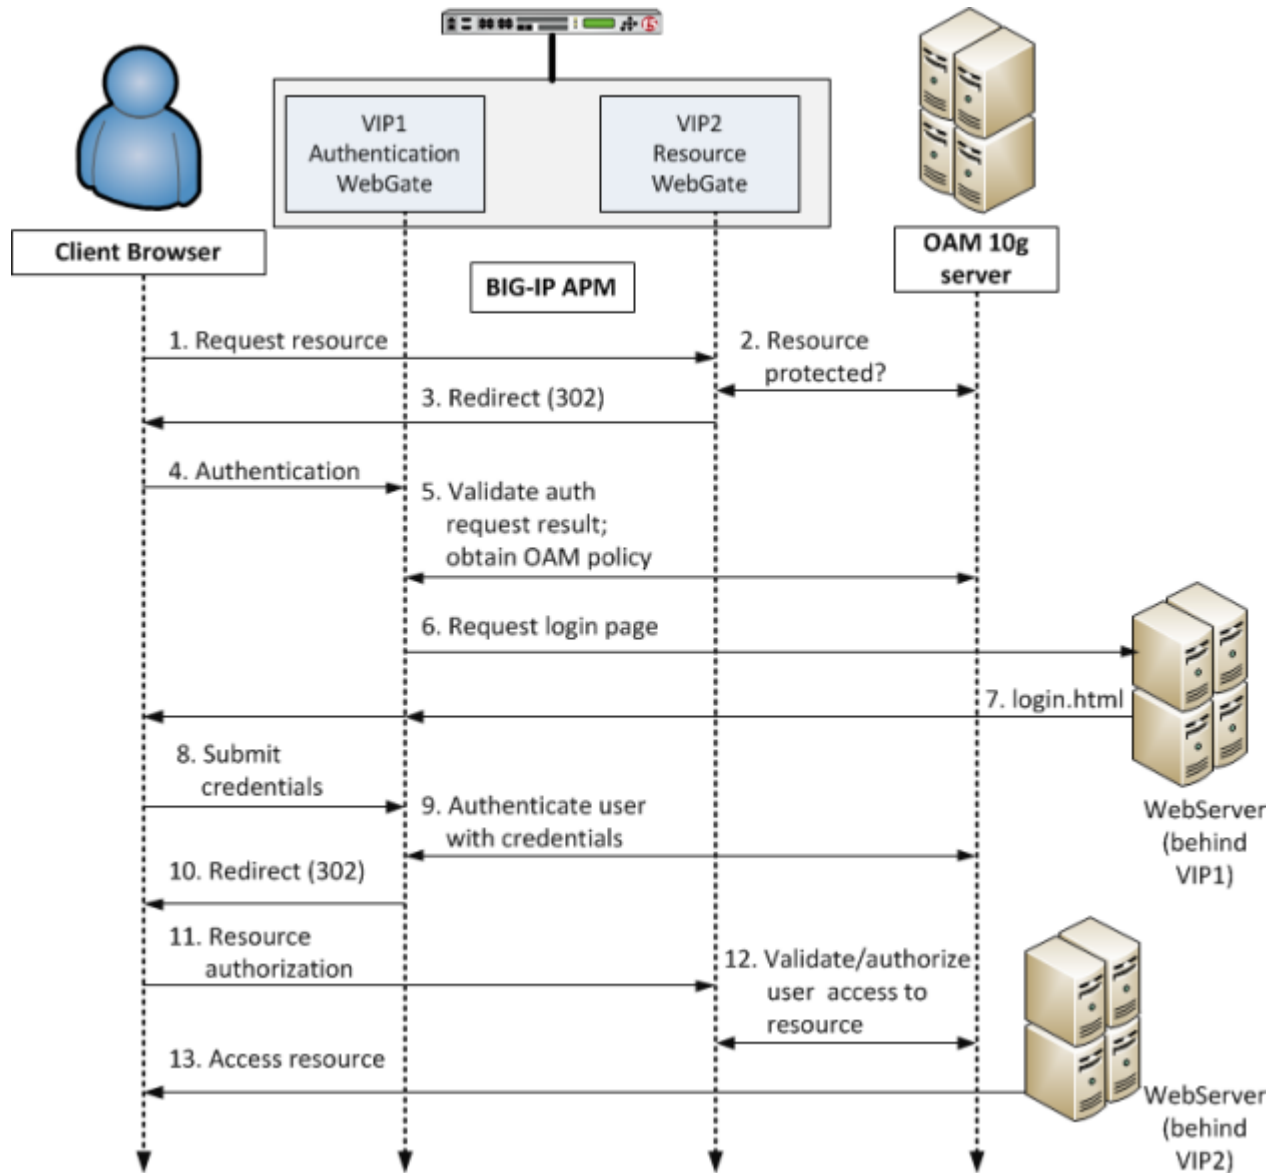 VIP1
Authentication
WebGate
VIP2
Resource
WebGate
Client Browser
BIG-IP APM
OAM 10g
server
1. Request resource
2. Resource
protected?
3. Redirect (302)
4. Authentication
5. Validate auth
request result;
obtain OAM policy
6. Request login page
7. login.html
8. Submit
credentials
9. Authenticate user
with credentials
WebServer
(behind
VIP1)
10. Redirect (302)
11. Resource
authorization
12. Validate/authorize
user access to
resource
13. Access resource
WebServer
(behind
VIP2)